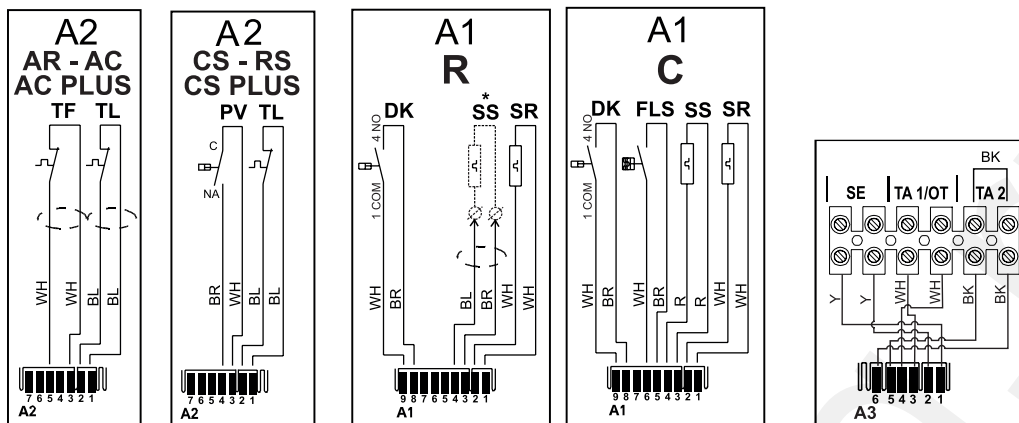 A2
AR - AC
AC PLUS
TF TL
WH WH BL BL
7 6 5 4 3 2 1
A2
A2
CS - RS
CS PLUS
PV TL
C
NA
BR PV BL BL
7 6 5 4 3 2 1
A2
A1
R
*
DK SS SR
4 NO
1 COM
WH BR BL BR WH WH
9 8 7 6 5 4 3 2 1
A1
A1
C
DK FLS SS SR
4 NO
1 COM
WH BR WH BR R R WH WH
9 8 7 6 5 4 3 2 1
A1
BK
SE TA 1/OT TA 2
Y Y WH WH BK BK
6 5 4 3 2 1
A3